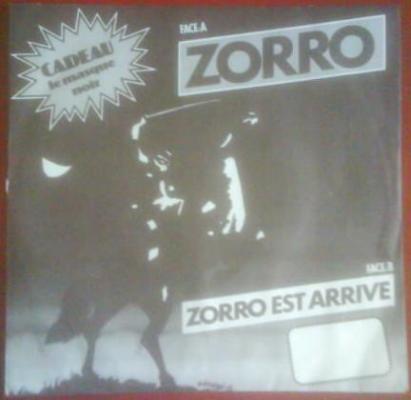 FACE:A
ZORRO
CADEAU
le masque
noir
FACE:B
ZORRO EST ARRIVE